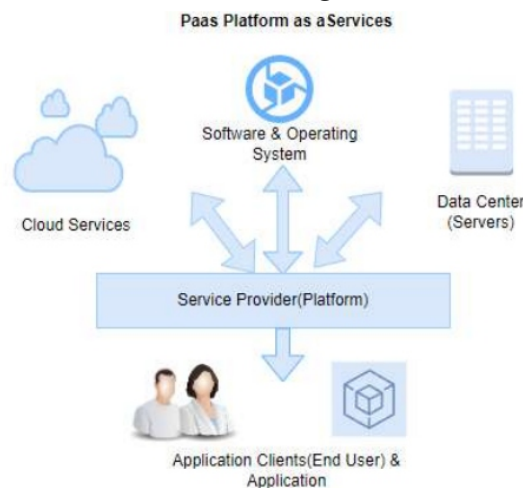 Paas Platform as aServices
Software & Operating
System
Cloud Services
Data Center
(Servers)
Service Provider(Platform)
Application Clients(End User) &
Application